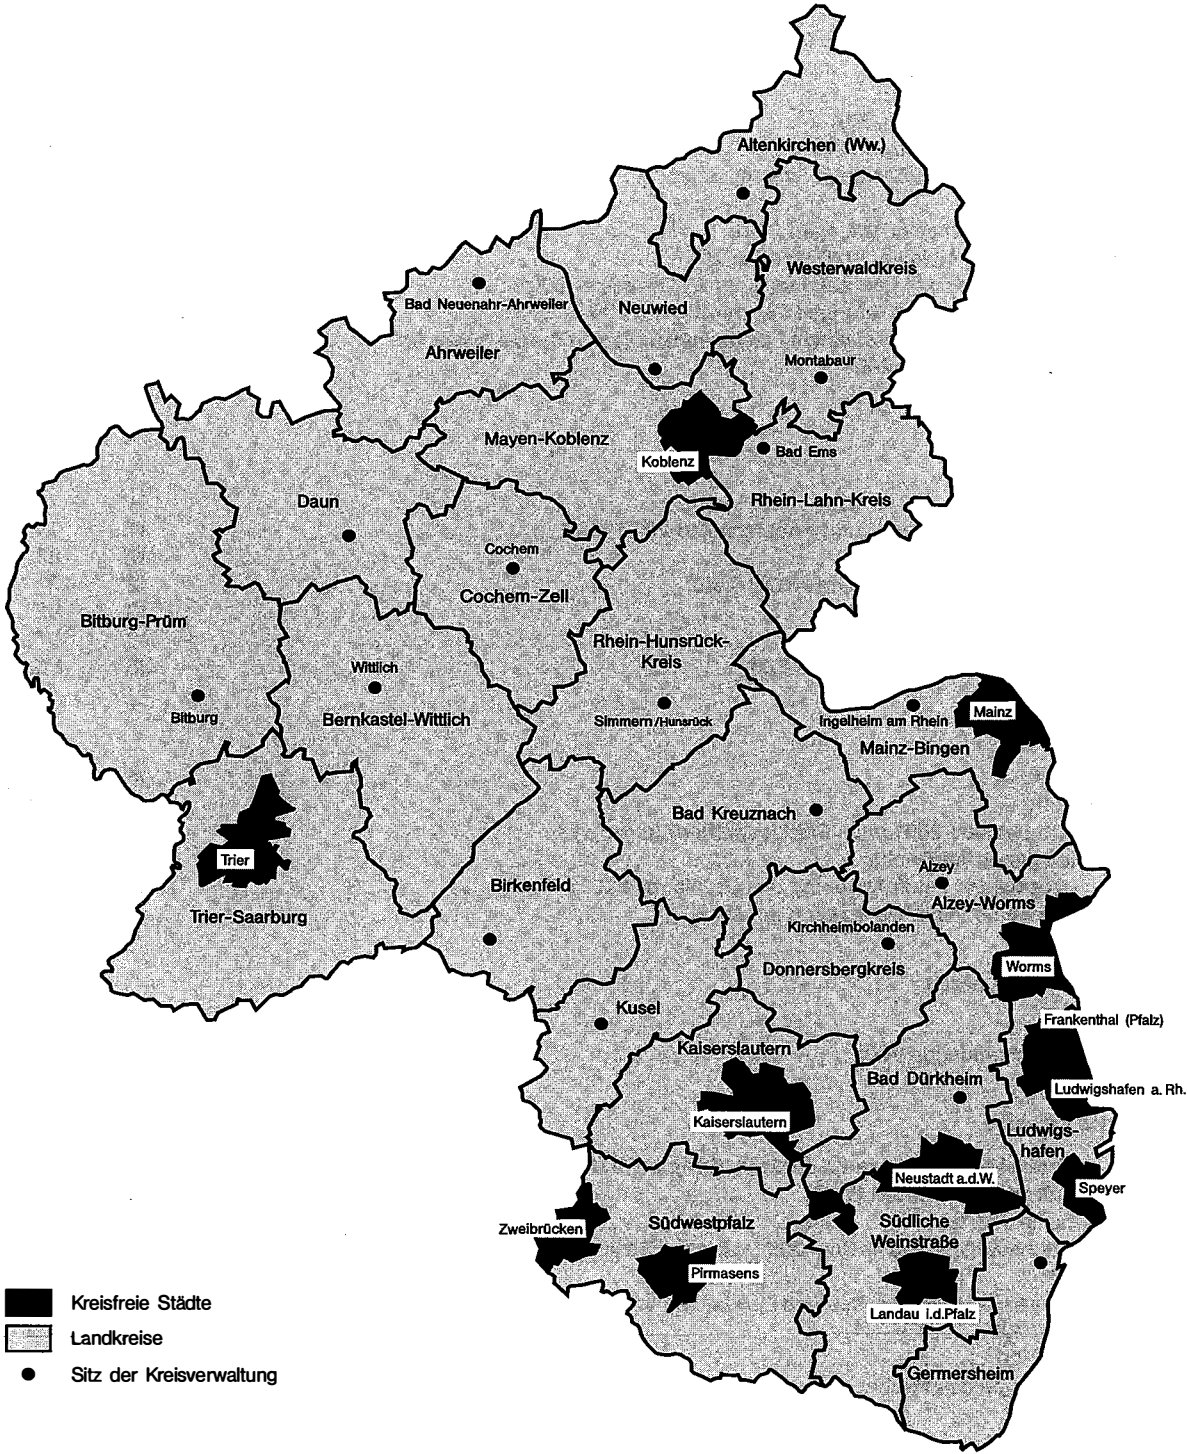 Altenkirchen (Ww.)
Westerwaldkreis
Bad Neuenahr-Ahrweiler
Neuwied
Ahrweiler
Montabaur
Mayen-Koblenz
Koblenz
Bad Ems
Daun
Rhein-Lahn-Kreis
Cochem
Cochem-Zell
Bitburg-Prüm
Rhein-Hunsrück-
Kreis
Wittlich
Bitburg
Bernkastel-Wittlich
Simmern/Hunsrück
Ingelheim am Rhein
Mainz
Mainz-Bingen
Bad Kreuznach
Trier
Alzey
Birkenfeld
Alzey-Worms
Trier-Saarburg
Kirchheimbolanden
Worms
Donnersbergkreis
Kusel
Frankenthal (Pfalz)
Kaiserslautern
Bad Dürkheim
Ludwigshafen a. Rh.
Kaiserslautern
Ludwigs-
hafen
Neustadt a.d.W.
Speyer
Zweibrücken
Südwestpfalz
Südliche
Weinstraße
Pirmasens
Landau i.d.Pfalz
Germersheim
Kreisfreie Städte
Landkreise
Sitz der Kreisverwaltung